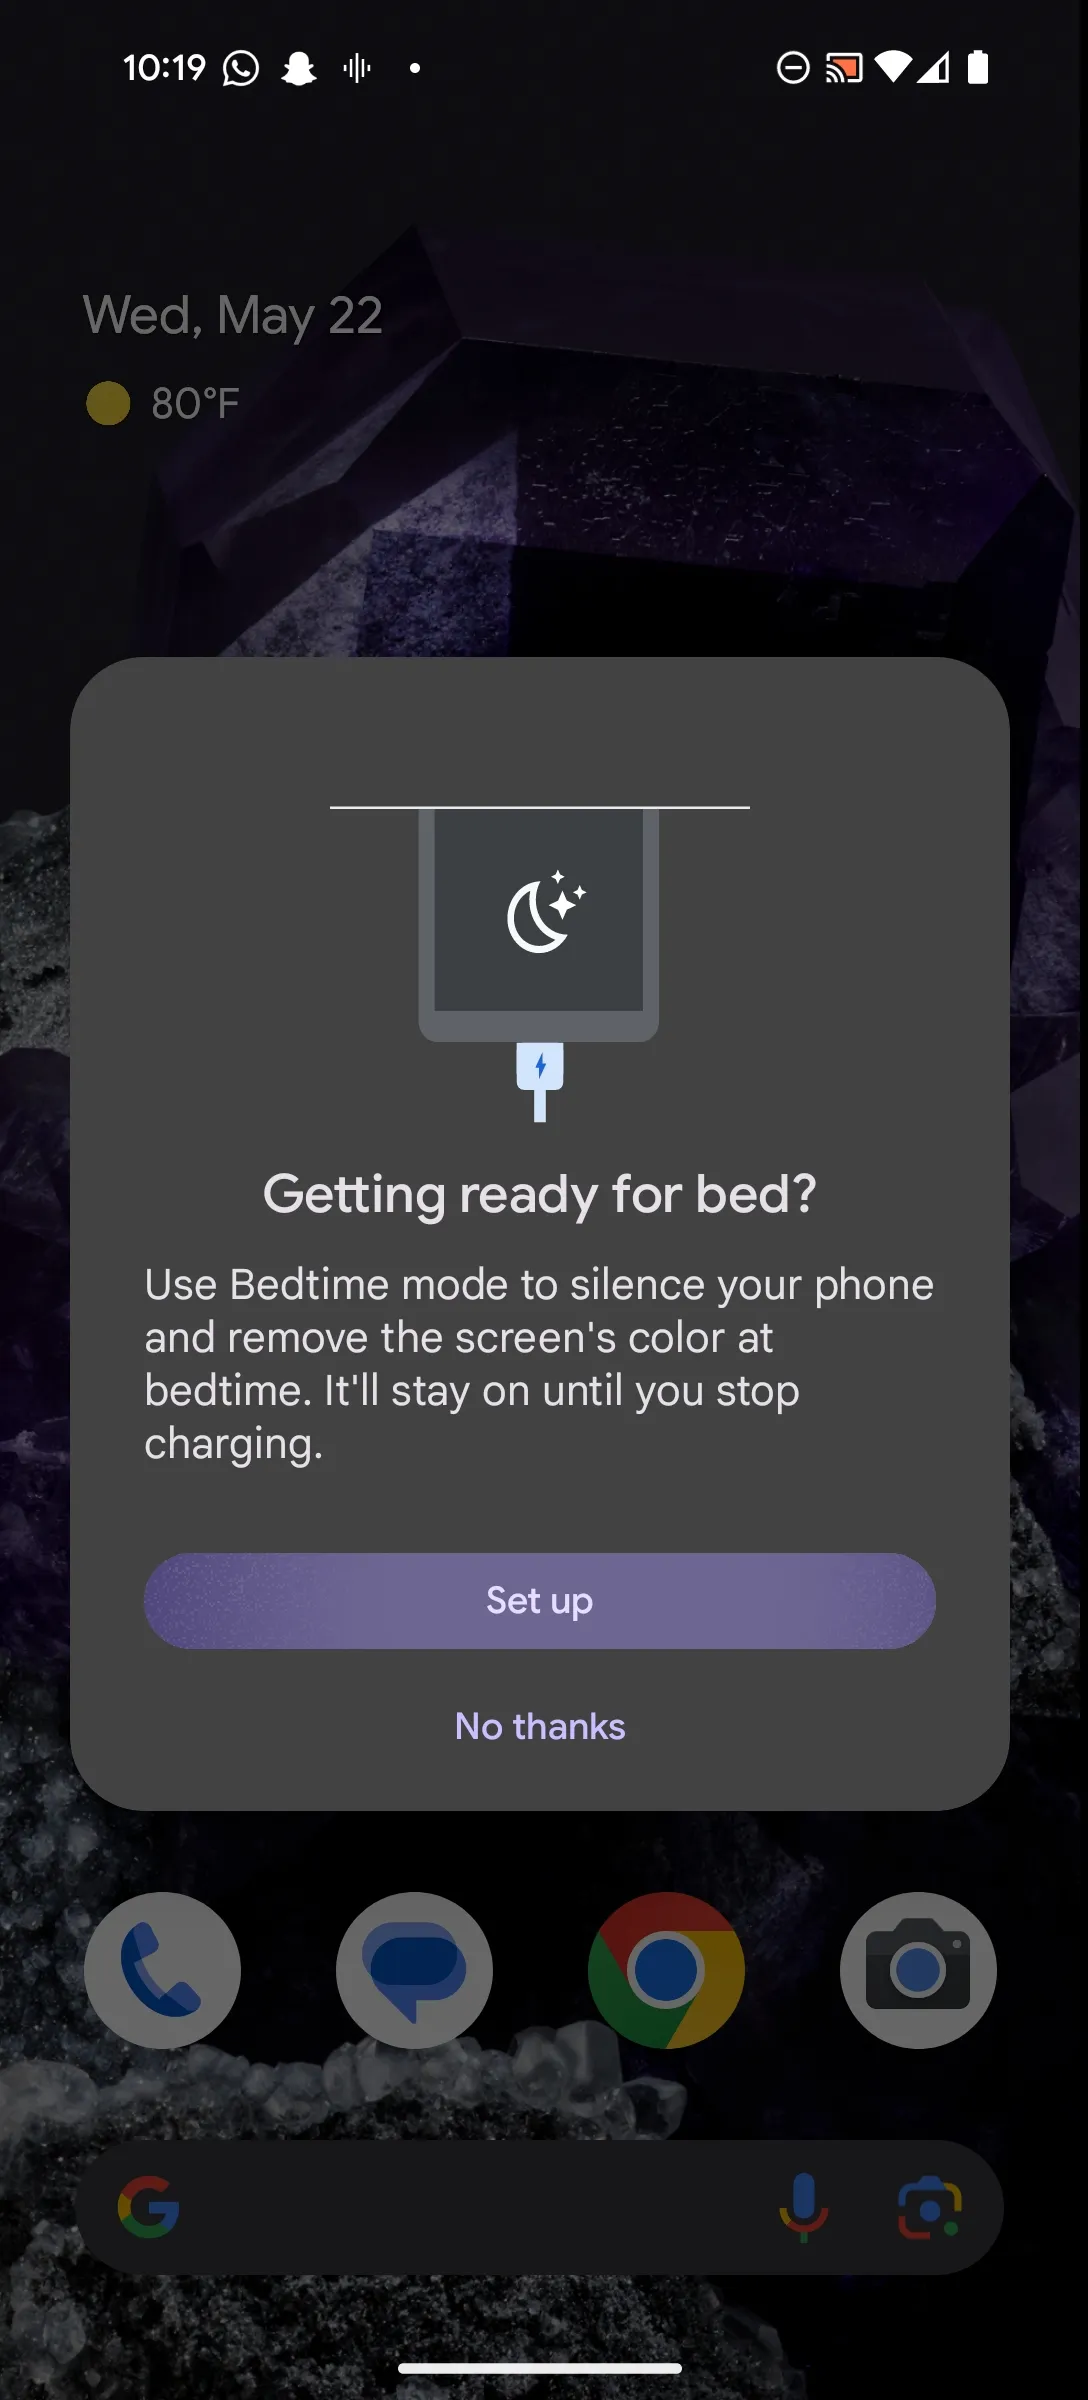 10:19
Wed, May 22
80°F
Getting ready for bed?
Use Bedtime mode to silence your phone
and remove the screen's color at
bedtime. It'll stay on until you stop
charging.
Set up
No thanks